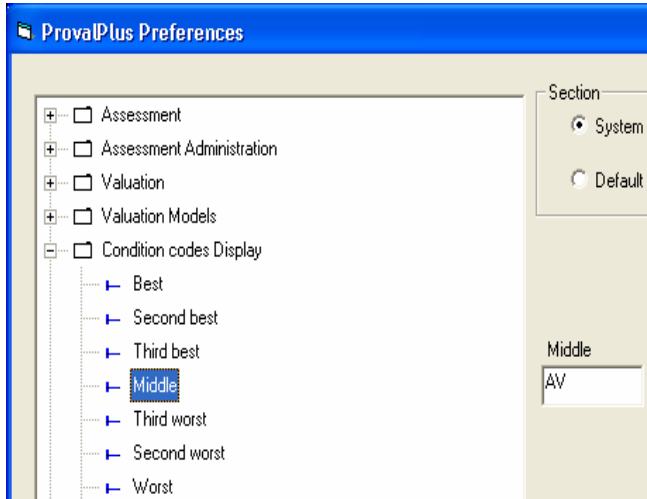 ProvalPlus Preferences
Assessment
Assessment Administration
Valuation
Valuation Models
Condition codes Display
Best
Second best
Third best
Middle
Third worst
Second worst
Worst
Section
System
Default
Middle
AV